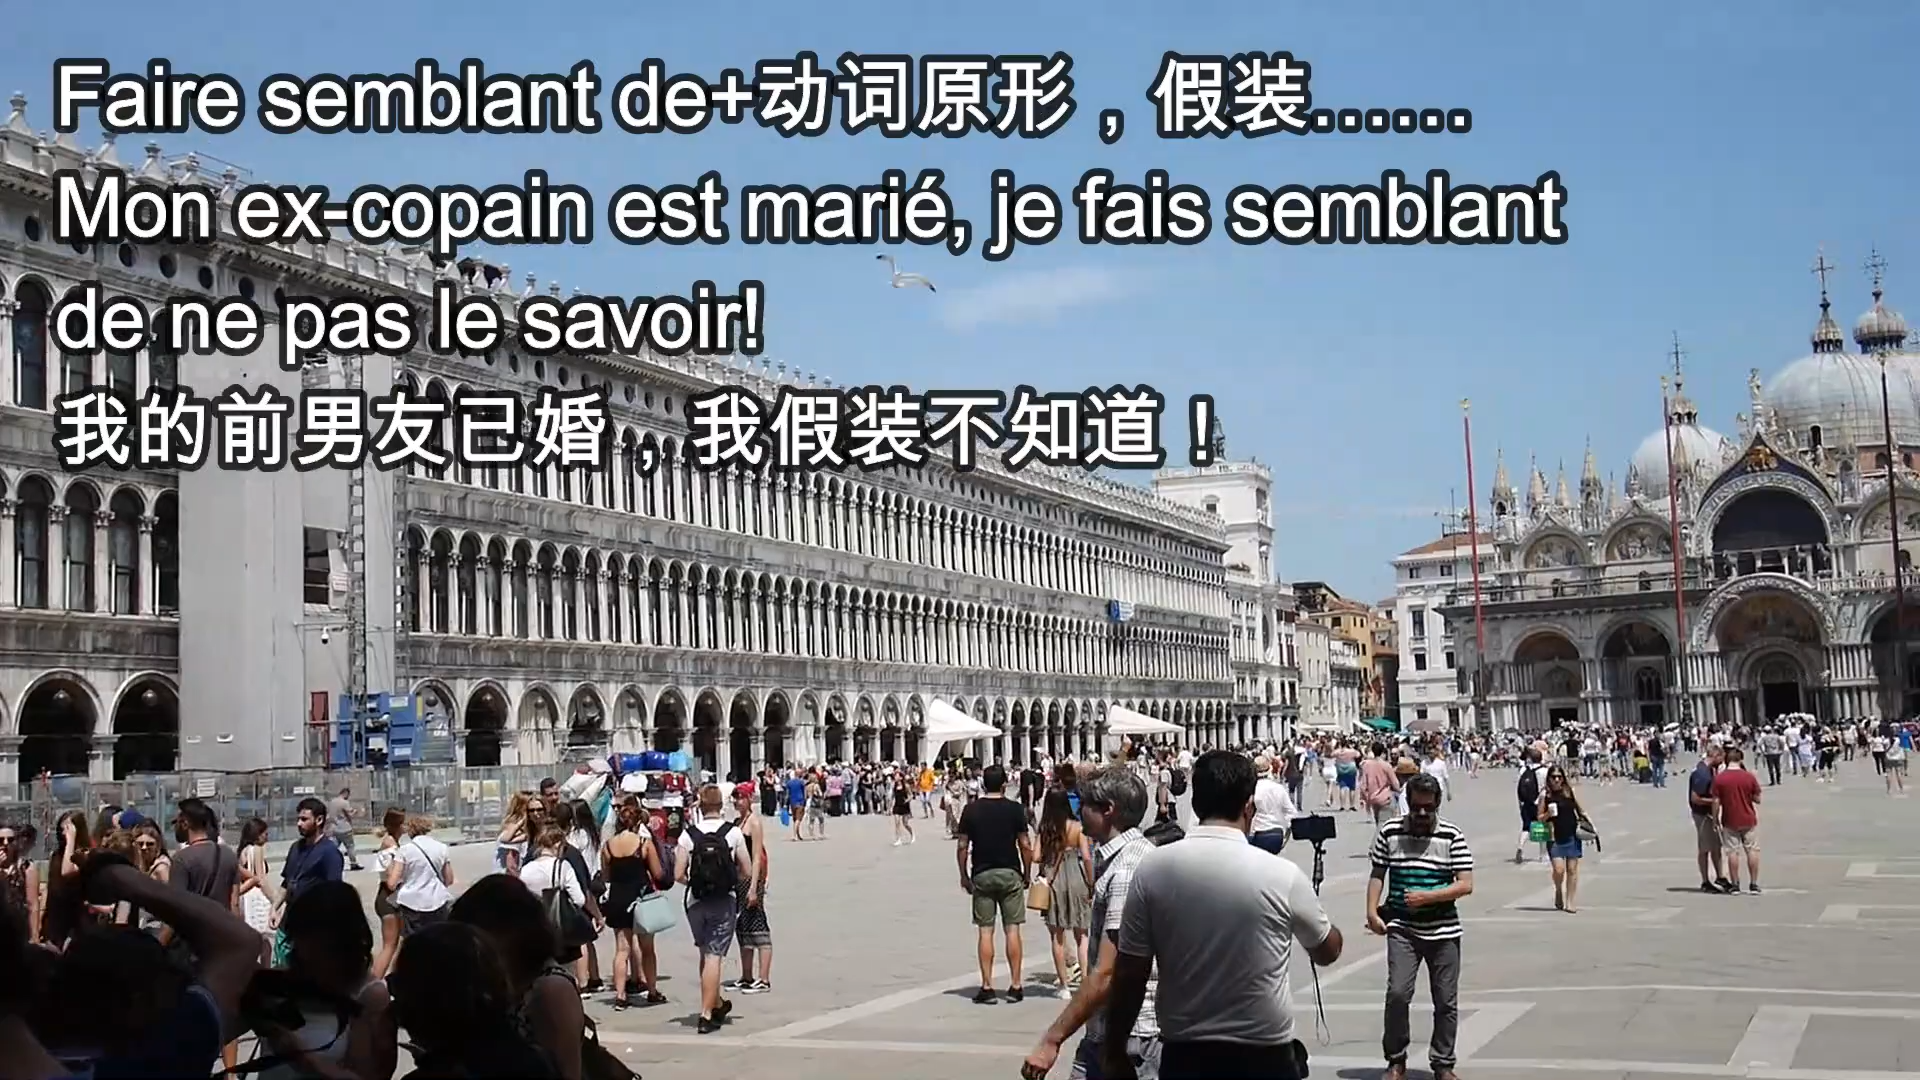 Faire semblant de+动词原形，假装......
Mon ex-copain est marié, je fais semblant
de ne pas le savoir!
我的前男友已婚，我假装不知道！